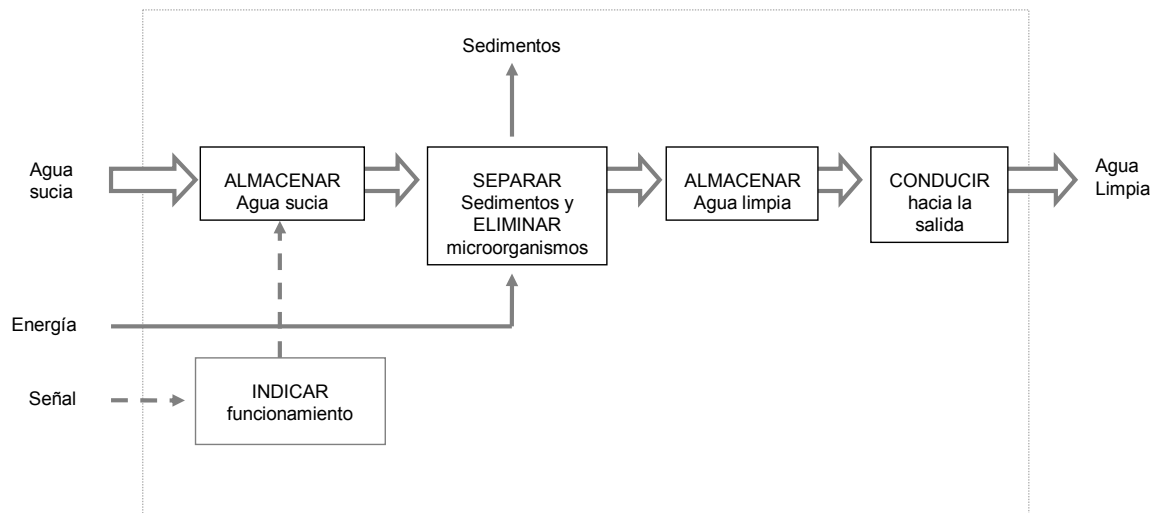 Sedimentos
Agua
sucia
ALMACENAR
Agua sucia
SEPARAR
Sedimentos y
ELIMINAR
microorganismos
ALMACENAR
Agua limpia
CONDUCIR
hacia la
salida
Agua
Limpia
Energía
Señal
INDICAR
funcionamiento